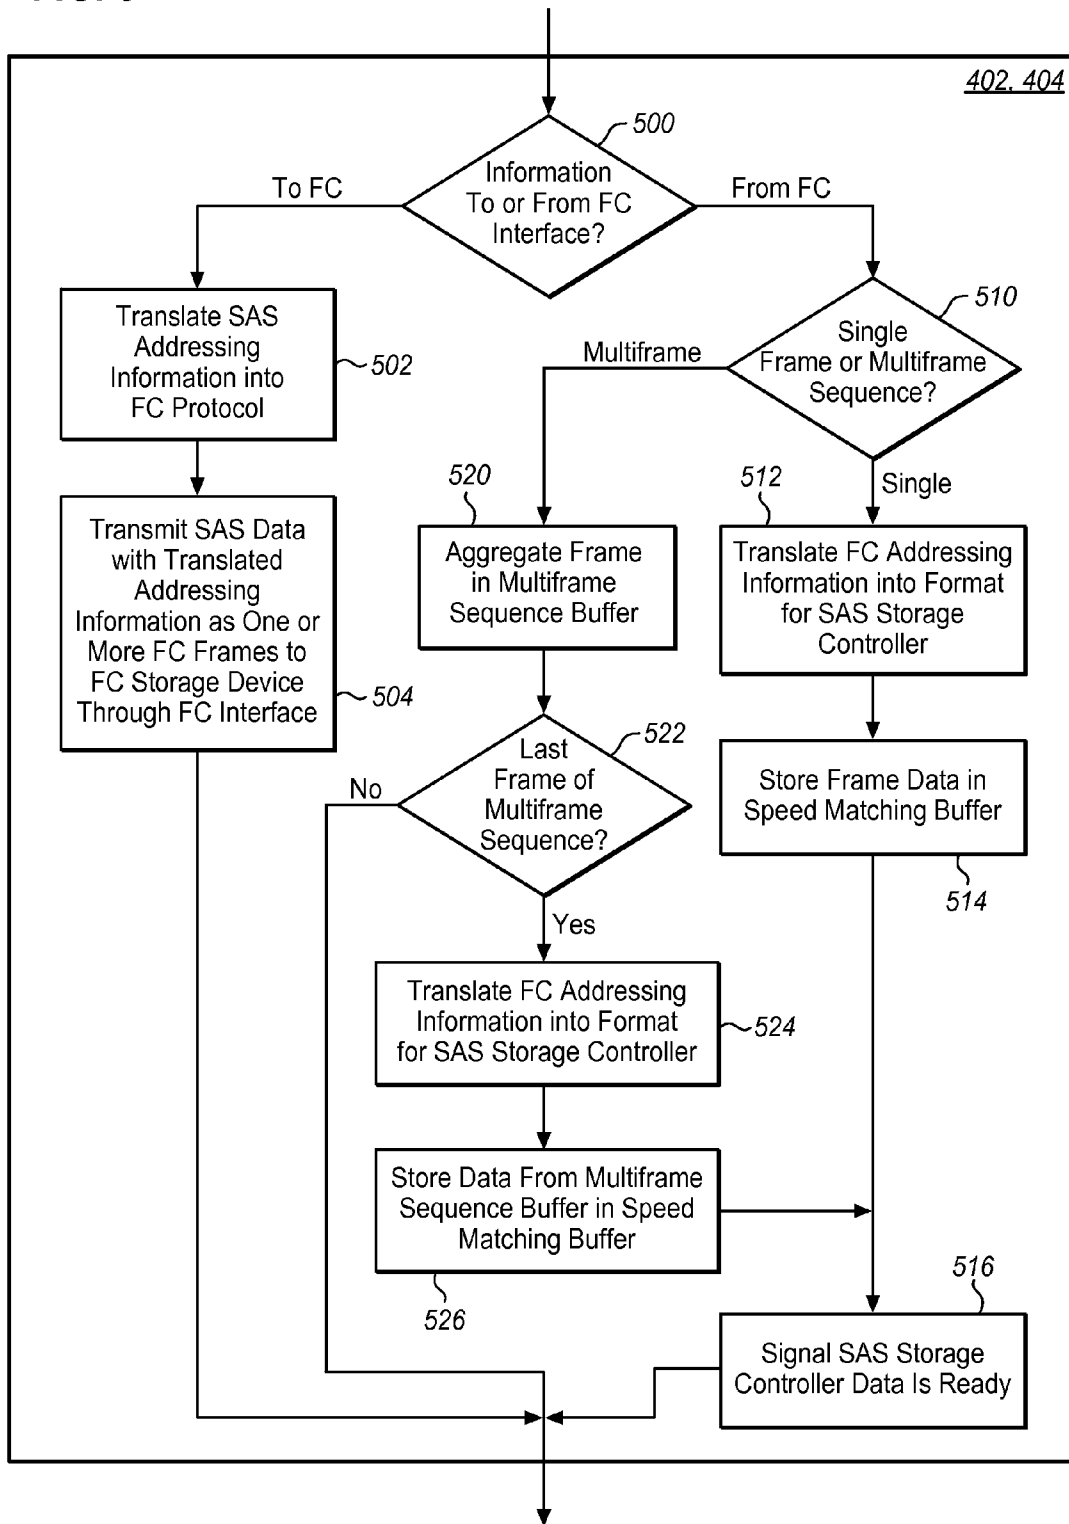 402, 404
500
Information
To or From FC
Interface?
To FC
From FC
Translate SAS
Addressing
Information into
FC Protocol
502
510
Single
Frame or Multiframe
Sequence?
Multiframe
Single
Transmit SAS Data
with Translated
Addressing
Information as One or
More FC Frames to
FC Storage Device
Through FC Interface
504
520
Aggregate Frame
in Multiframe
Sequence Buffer
512
Translate FC Addressing
Information into Format
for SAS Storage
Controller
522
Last
Frame of
Multiframe
Sequence?
No
Yes
Store Frame Data in
Speed Matching Buffer
514
Translate FC Addressing
Information into Format
for SAS Storage Controller
524
Store Data From Multiframe
Sequence Buffer in Speed
Matching Buffer
526
516
Signal SAS Storage
Controller Data Is Ready